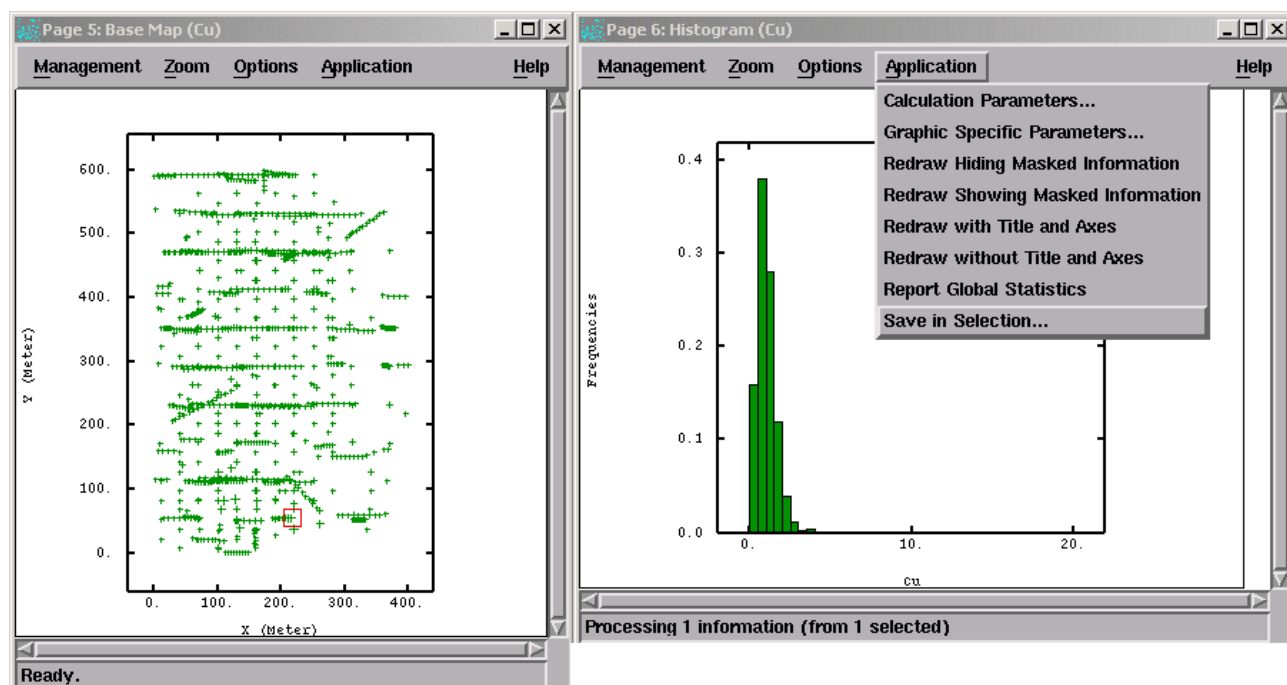 Page 5: Base Map (Cu)
Management Zoom Options Application Help
600.
500.
400.
300.
200.
100.
0.
Y (Meter)
0. 100. 200. 300. 400.
X (Meter)
Ready.
Page 6: Histogram (Cu)
Management Zoom Options Application Help
Calculation Parameters...
Graphic Specific Parameters...
Redraw Hiding Masked Information
Redraw Showing Masked Information
Redraw with Title and Axes
Redraw without Title and Axes
Report Global Statistics
Save in Selection...
0.4
0.3
0.2
0.1
0.0
Frequencies
0. 10. 20.
Cu
Processing 1 information (from 1 selected)